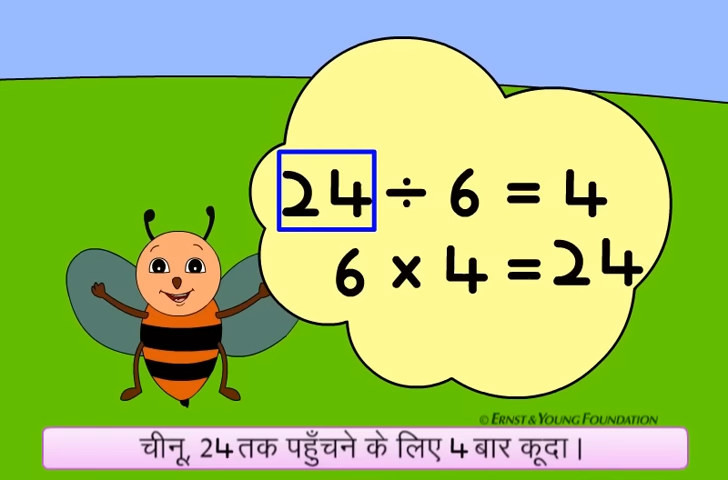 24 ÷ 6 = 4
6 × 4 = 24
© ERNST & YOUNG FOUNDATION
चीनू, 24 तक पहुँचने के लिए 4 बार कूदा।